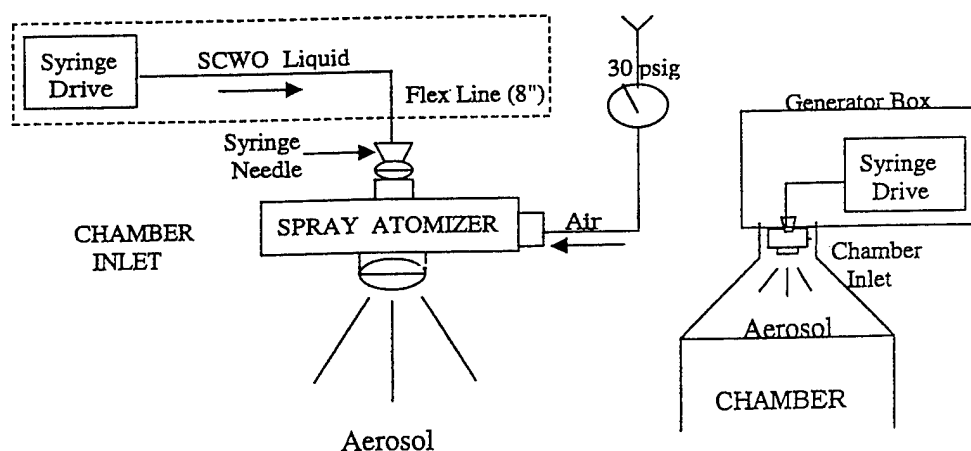 Syringe
Drive
SCWO Liquid
Flex Line (8")
30 psig
Syringe
Needle
SPRAY ATOMIZER
Air
CHAMBER
INLET
Aerosol
Generator Box
Syringe
Drive
Chamber
Inlet
Aerosol
CHAMBER